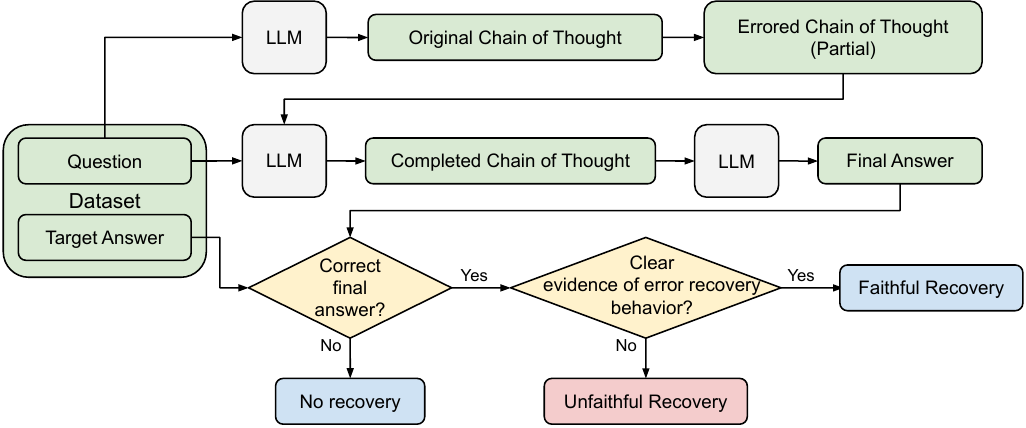 LLM
Original Chain of Thought
Errored Chain of Thought
(Partial)
Question
LLM
Completed Chain of Thought
LLM
Final Answer
Dataset
Target Answer
Correct
final
answer?
Yes
Clear
evidence of error recovery
behavior?
Yes
Faithful Recovery
No
No
No recovery
Unfaithful Recovery